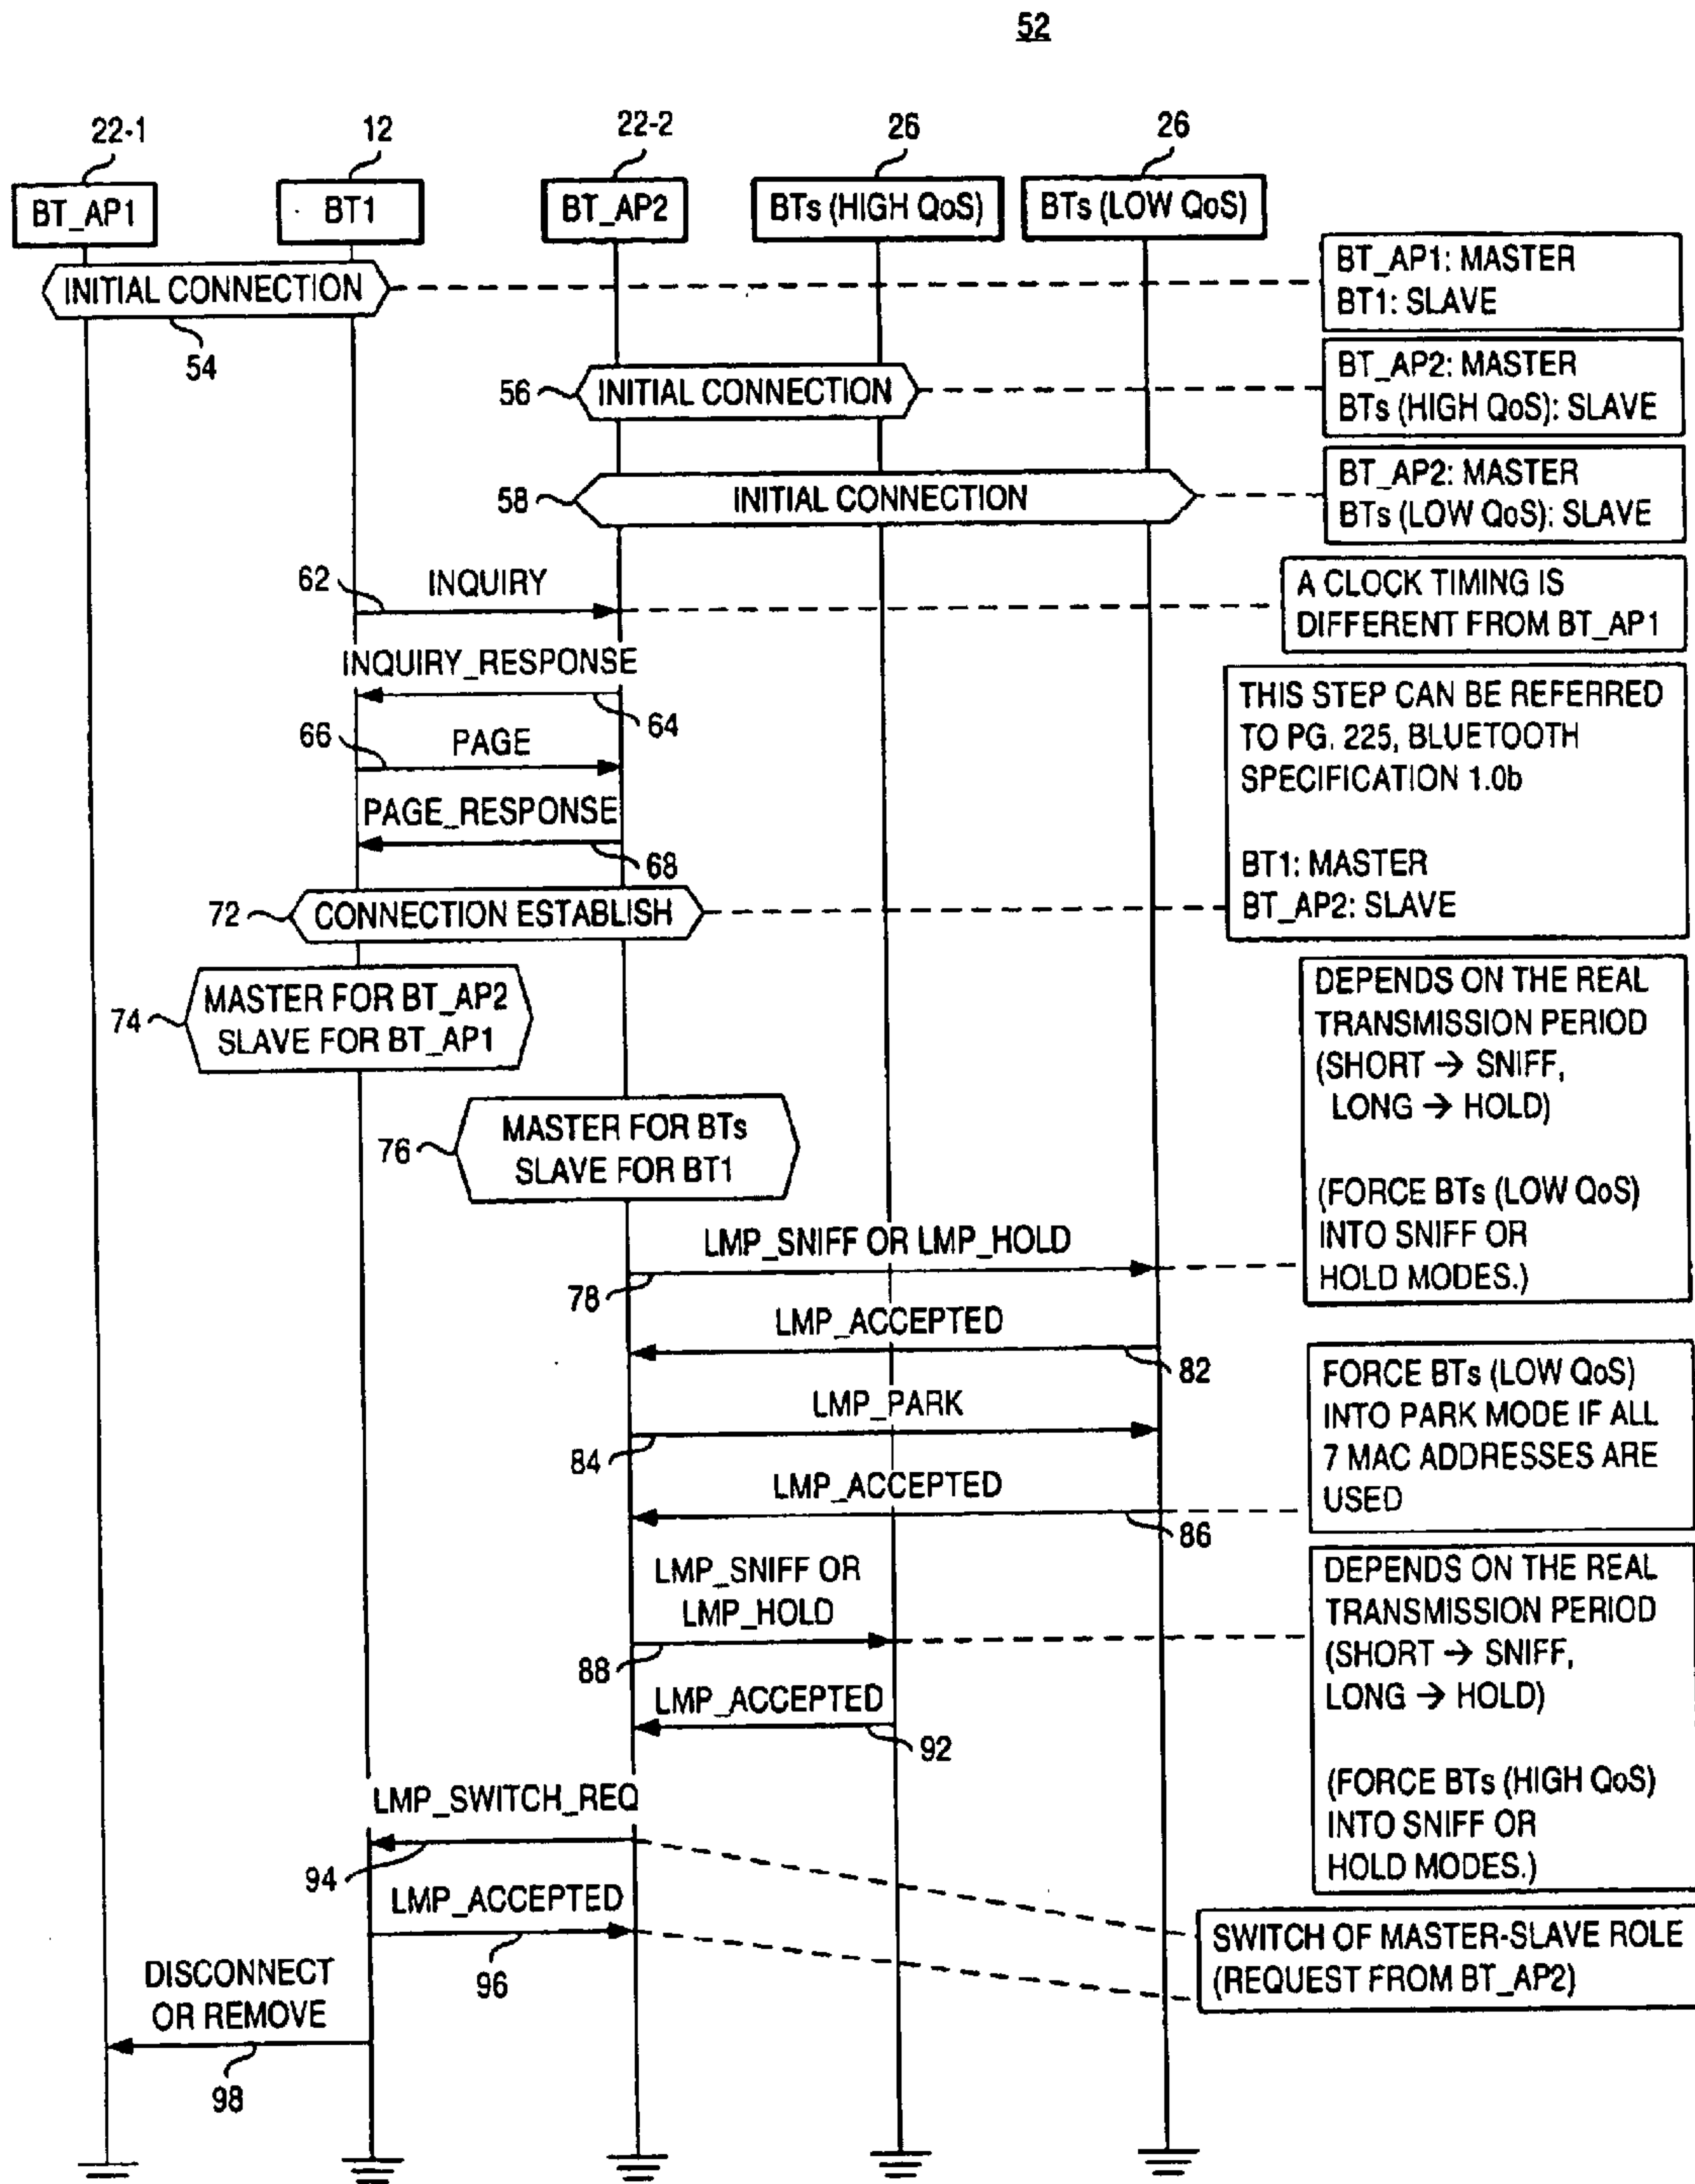 52
22-1
12
22-2
26
26
BT_AP1
BT1
BT_AP2
BTs (HIGH QoS)
BTs (LOW QoS)
INITIAL CONNECTION
54
BT_AP1: MASTER
BT1: SLAVE
56
INITIAL CONNECTION
BT_AP2: MASTER
BTs (HIGH QoS): SLAVE
58
INITIAL CONNECTION
BT_AP2: MASTER
BTs (LOW QoS): SLAVE
62
INQUIRY
A CLOCK TIMING IS
DIFFERENT FROM BT_AP1
INQUIRY_RESPONSE
64
66
PAGE
PAGE_RESPONSE
68
72
CONNECTION ESTABLISH
THIS STEP CAN BE REFERRED
TO PG. 225, BLUETOOTH
SPECIFICATION 1.0b
BT1: MASTER
BT_AP2: SLAVE
74
MASTER FOR BT_AP2
SLAVE FOR BT_AP1
76
MASTER FOR BTs
SLAVE FOR BT1
LMP_SNIFF OR LMP_HOLD
78
DEPENDS ON THE REAL
TRANSMISSION PERIOD
(SHORT → SNIFF,
LONG → HOLD)
(FORCE BTs (LOW QoS)
INTO SNIFF OR
HOLD MODES.)
LMP_ACCEPTED
82
LMP_PARK
84
LMP_ACCEPTED
86
FORCE BTs (LOW QoS)
INTO PARK MODE IF ALL
7 MAC ADDRESSES ARE
USED
LMP_SNIFF OR
LMP_HOLD
88
LMP_ACCEPTED
92
DEPENDS ON THE REAL
TRANSMISSION PERIOD
(SHORT → SNIFF,
LONG → HOLD)
(FORCE BTs (HIGH QoS)
INTO SNIFF OR
HOLD MODES.)
LMP_SWITCH_REQ
94
LMP_ACCEPTED
96
SWITCH OF MASTER-SLAVE ROLE
(REQUEST FROM BT_AP2)
DISCONNECT
OR REMOVE
98